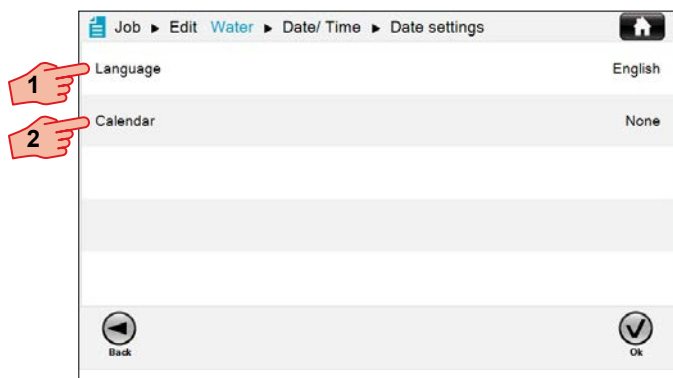 Job ▶ Edit Water ▶ Date/ Time ▶ Date settings
1
Language English
2
Calendar None
Back
Ok